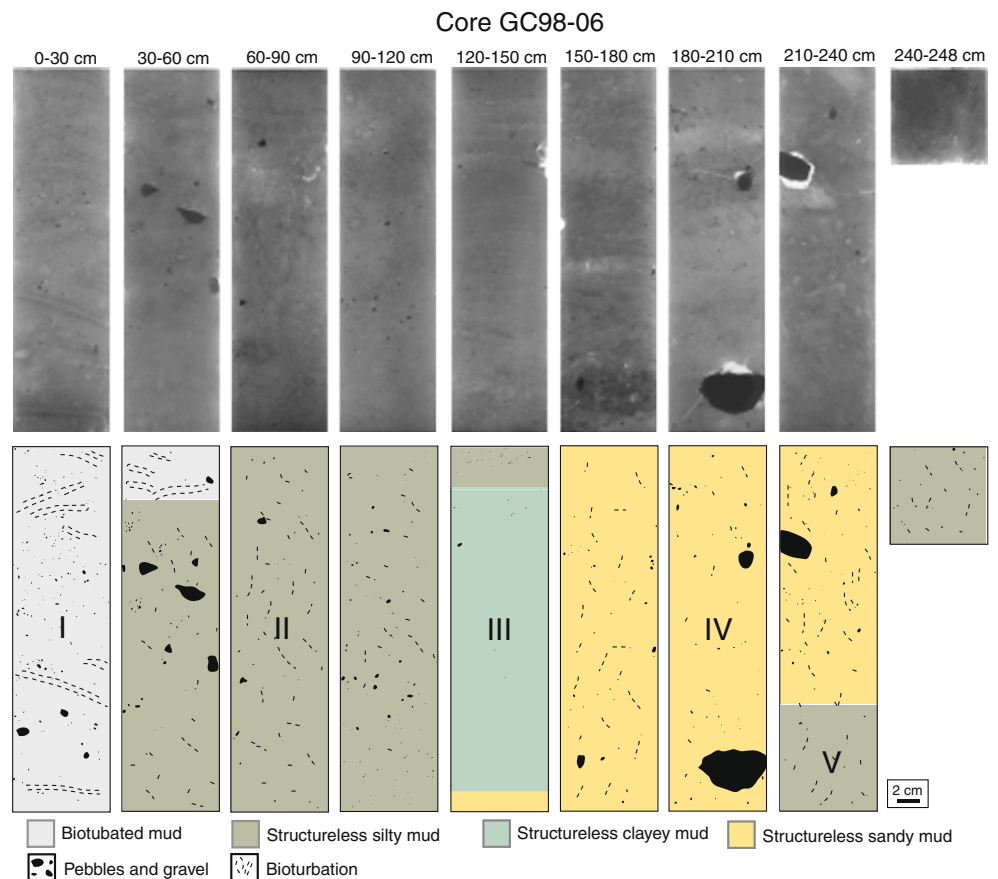 Core GC98-06
0-30 cm 30-60 cm 60-90 cm 90-120 cm 120-150 cm 150-180 cm 180-210 cm 210-240 cm 240-248 cm
I II III IV V
2 cm
Biotubated mud Structureless silty mud Structureless clayey mud Structureless sandy mud
Pebbles and gravel Bioturbation